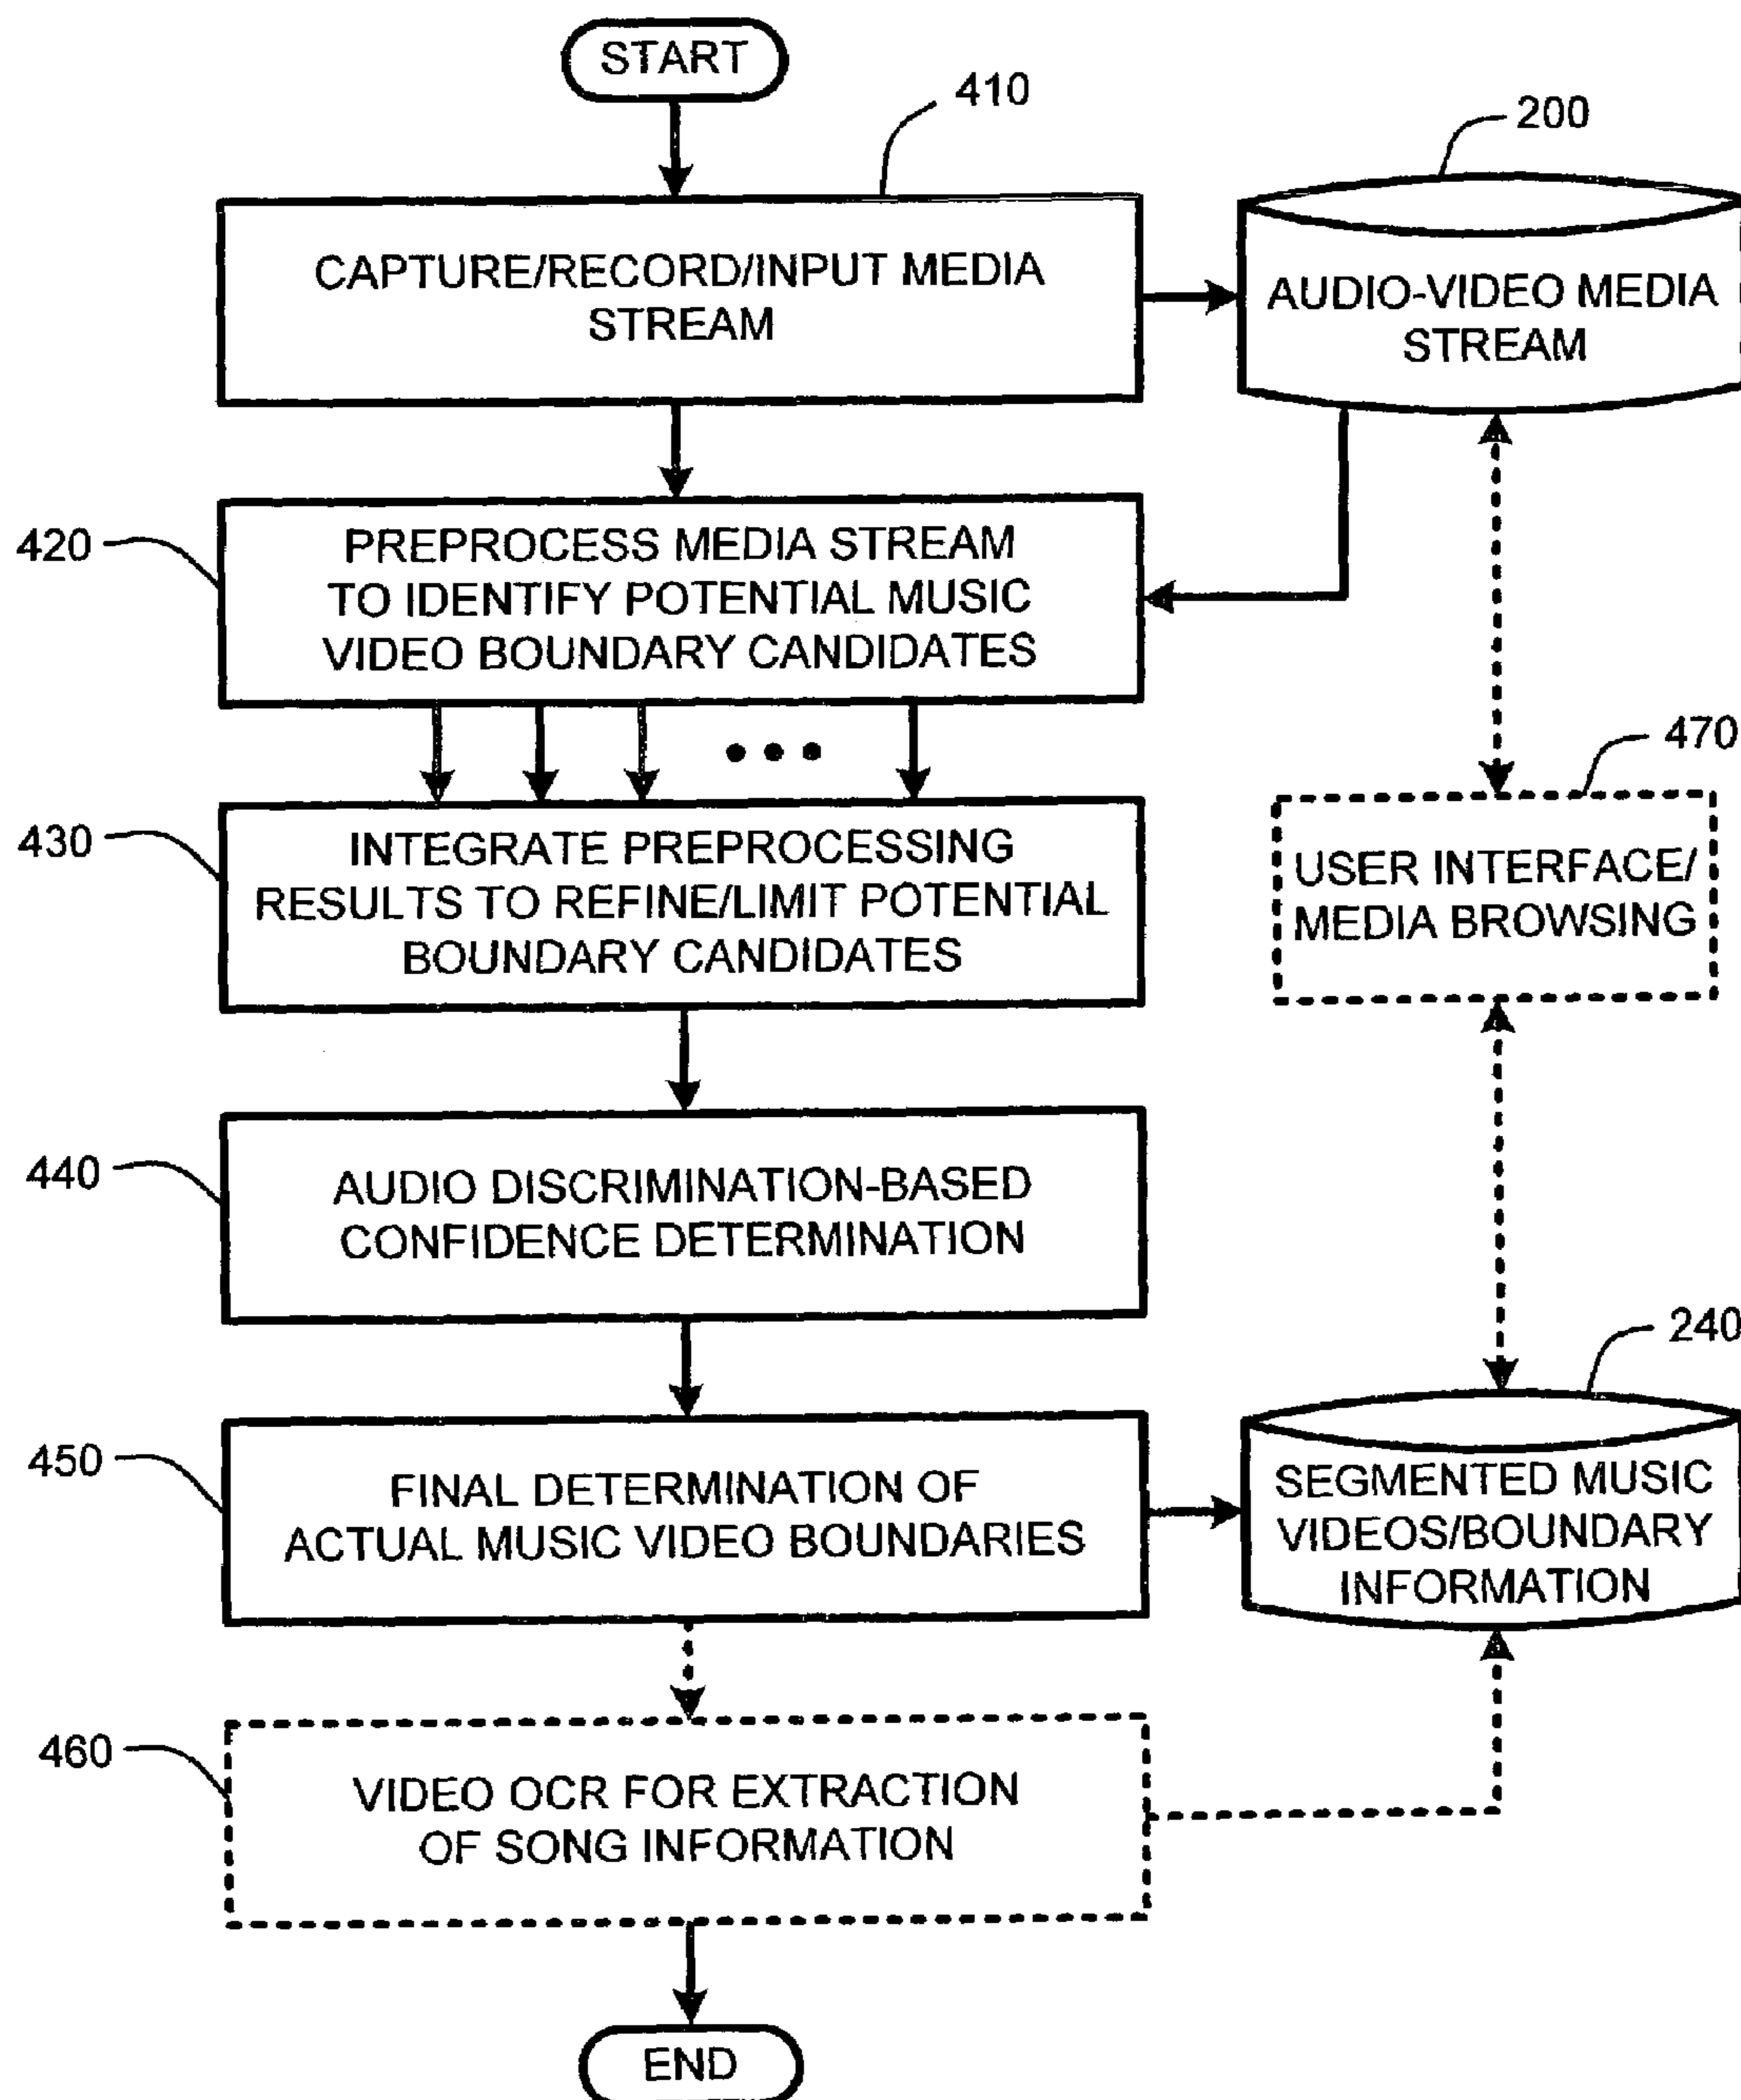 START
410
200
CAPTURE/RECORD/INPUT MEDIA
STREAM
AUDIO-VIDEO MEDIA
STREAM
420
PREPROCESS MEDIA STREAM
TO IDENTIFY POTENTIAL MUSIC
VIDEO BOUNDARY CANDIDATES
430
INTEGRATE PREPROCESSING
RESULTS TO REFINE/LIMIT POTENTIAL
BOUNDARY CANDIDATES
470
USER INTERFACE/
MEDIA BROWSING
440
AUDIO DISCRIMINATION-BASED
CONFIDENCE DETERMINATION
240
450
FINAL DETERMINATION OF
ACTUAL MUSIC VIDEO BOUNDARIES
SEGMENTED MUSIC
VIDEOS/BOUNDARY
INFORMATION
460
VIDEO OCR FOR EXTRACTION
OF SONG INFORMATION
END